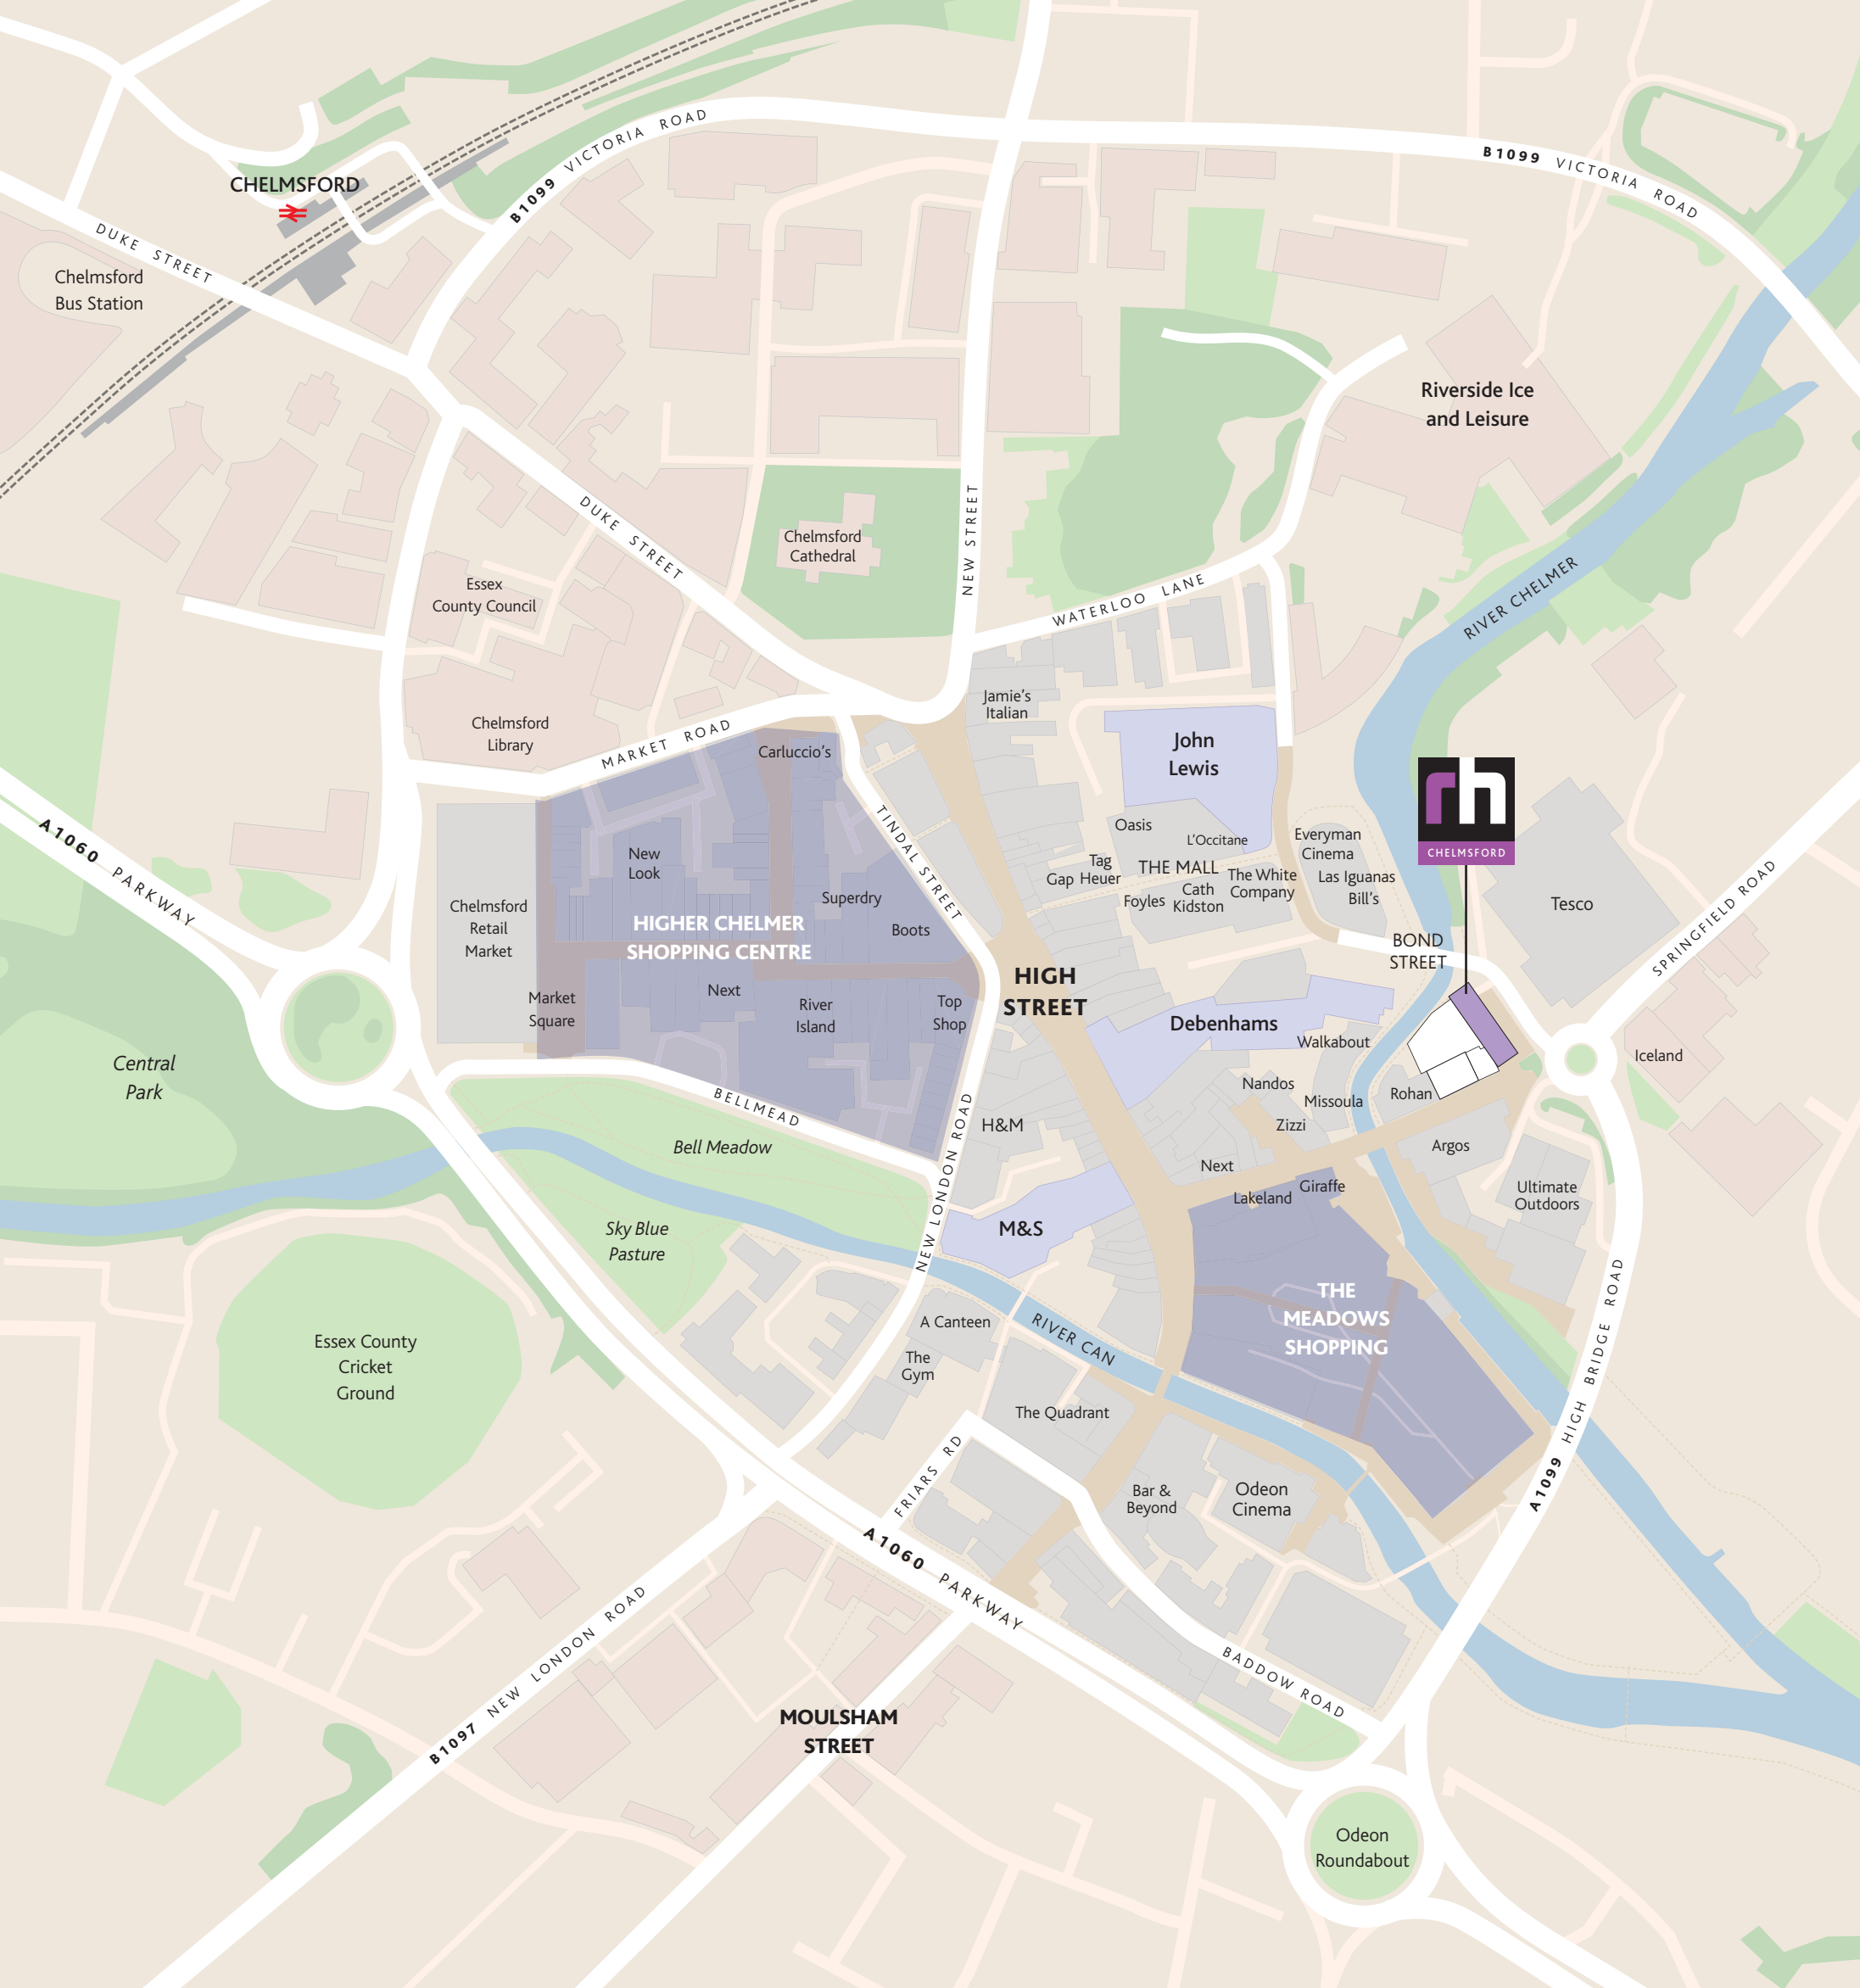 B1099 VICTORIA ROAD
B1099 VICTORIA ROAD
CHELMSFORD
DUKE STREET
Chelmsford
Bus Station
Riverside Ice
and Leisure
DUKE STREET
NEW STREET
Chelmsford
Cathedral
Essex
County Council
WATERLOO LANE
RIVER CHELMER
Jamie's
Italian
Chelmsford
Library
MARKET ROAD
Carluccio's
John
Lewis
rh
CHELMSFORD
A1060 PARKWAY
TINDAL STREET
New
Look
Oasis
L'Occitane
Everyman
Cinema
Tag
Heuer
Gap
THE MALL
The White
Company
Las Iguanas
Bill's
Foyles
Cath
Kidston
Superdry
Boots
Chelmsford
Retail
Market
HIGHER CHELMER
SHOPPING CENTRE
Tesco
SPRINGFIELD ROAD
BOND
STREET
HIGH
STREET
Market
Square
Next
River
Island
Top
Shop
Debenhams
Walkabout
Iceland
Central
Park
Nandos
Missoula
Rohan
Zizzi
BELLMEAD
H&M
Bell Meadow
Argos
Next
NEW LONDON ROAD
Lakeland
Giraffe
Ultimate
Outdoors
M&S
Sky Blue
Pasture
THE
MEADOWS
SHOPPING
A Canteen
RIVER CAN
Essex County
Cricket
Ground
The
Gym
A1099 HIGH BRIDGE ROAD
The Quadrant
FRIARS RD
Bar &
Beyond
Odeon
Cinema
A1060 PARKWAY
B1097 NEW LONDON ROAD
BADDOW ROAD
MOULSHAM
STREET
Odeon
Roundabout